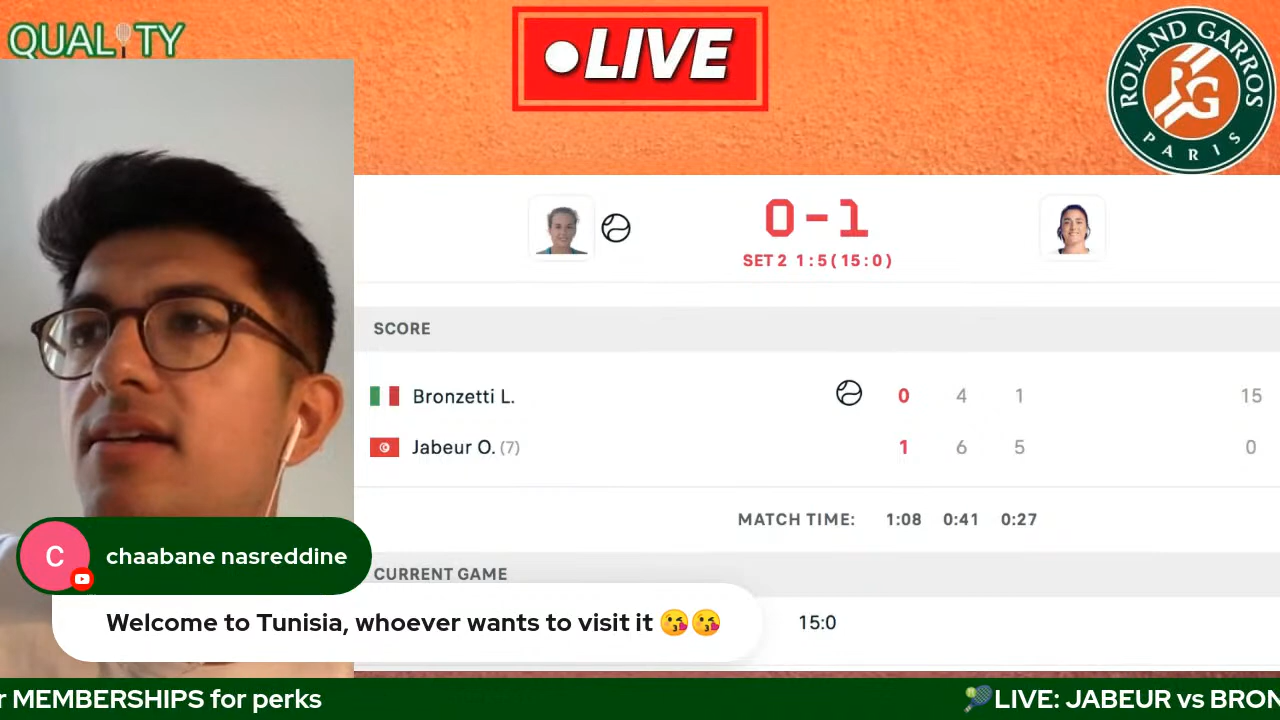 QUALITY
LIVE
ROLAND GARROS
RG
PARIS
0-1
SET 2 1 : 5 ( 15 : 0 )
SCORE
Bronzetti L. 0 4 1 15
Jabeur O. (7) 1 6 5 0
MATCH TIME: 1:08 0:41 0:27
C chaabane nasreddine
CURRENT GAME
Welcome to Tunisia, whoever wants to visit it 😘😘
15:0
r MEMBERSHIPS for perks
🎾LIVE: JABEUR vs BRON